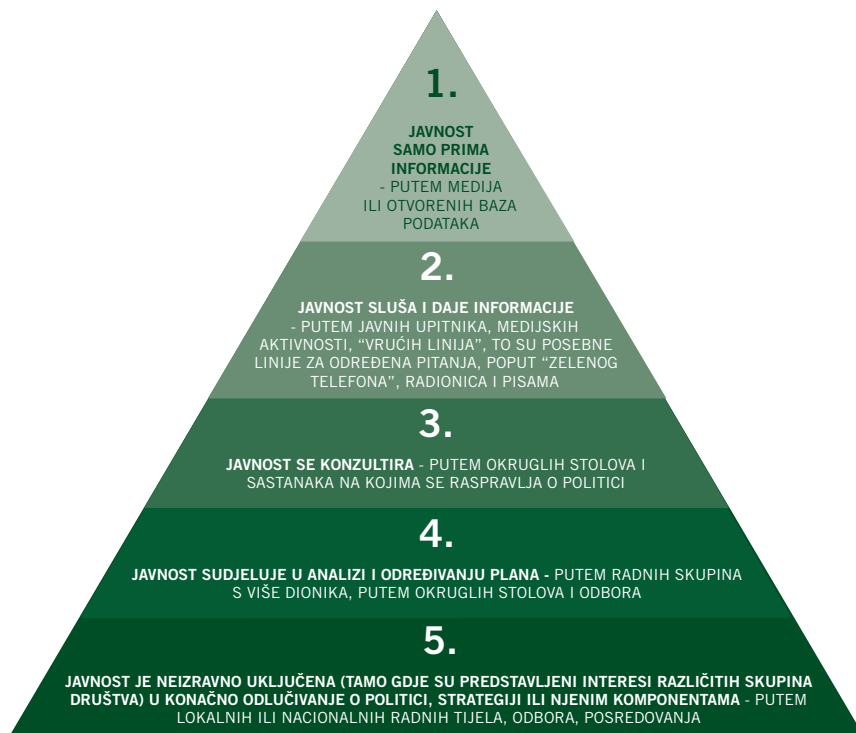 1.
JAVNOST
SAMO PRIMA
INFORMACIJE
- PUTEM MEDIJA
ILI OTVORENIH BAZA
PODATAKA
2.
JAVNOST SLUŠA I DAJE INFORMACIJE
- PUTEM JAVNIH UPITNIKA, MEDIJSKIH
AKTIVNOSTI, “VRUĆIH LINIJA”, TO SU POSEBNE
LINIJE ZA ODREĐENA PITANJA, POPUT “ZELENOG
TELEFONA”, RADIONICA I PISAMA
3.
JAVNOST SE KONZULTIRA - PUTEM OKRUGLIH STOLOVA I
SASTANAKA NA KOJIMA SE RASPRAVLJA O POLITICI
4.
JAVNOST SUDJELUJE U ANALIZI I ODREĐIVANJU PLANA - PUTEM RADNIH SKUPINA
S VIŠE DIONIKA, PUTEM OKRUGLIH STOLOVA I ODBORA
5.
JAVNOST JE NEIZRAVNO UKLJUČENA (TAMO GDJE SU PREDSTAVLJENI INTERESI RAZLIČITIH SKUPINA
DRUŠTVA) U KONAČNO ODLUČIVANJE O POLITICI, STRATEGIJI ILI NJENIM KOMPONENTAMA - PUTEM
LOKALNIH ILI NACIONALNIH RADNIH TIJELA, ODBORA, POSREDOVANJA